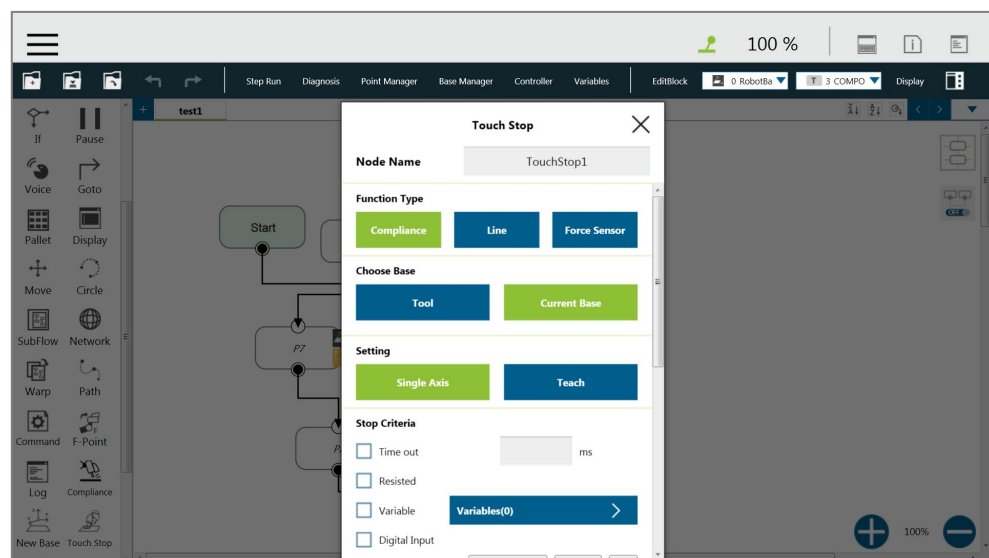 100 %
Step Run Diagnosis Point Manager Base Manager Controller Variables EditBlock 0 RobotBa T 3 COMPO Display
+ test1
If Pause
Voice Goto
Pallet Display
Move Circle
SubFlow Network
Warp Path
Command F-Point
Log Compliance
New Base Touch Stop
Start
P7
Touch Stop
Node Name TouchStop1
Function Type
Compliance Line Force Sensor
Choose Base
Tool Current Base
Setting
Single Axis Teach
Stop Criteria
Time out ms
Resisted
Variable Variables(0)
Digital Input
OFF
100%